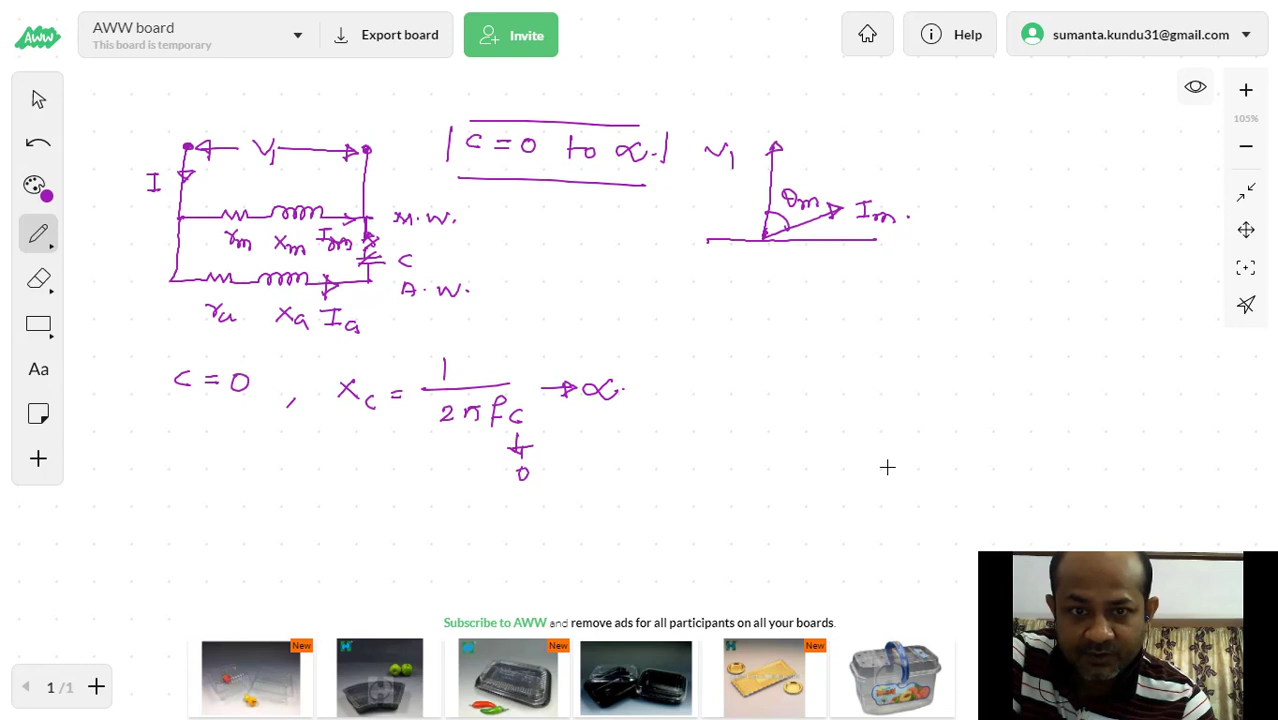 AWW
AWW board
This board is temporary
Export board
Invite
Help
sumanta.kundu31@gmail.com
105%
V1
C = 0 to α.
V1
I
θm
Im.
M.W.
rm xm Im
C
A.W.
ra xa Ia
C = 0 , Xc = 1 / 2πfC → α.
0
Aa
Subscribe to AWW and remove ads for all participants on all your boards.
New
New
New
1 /1